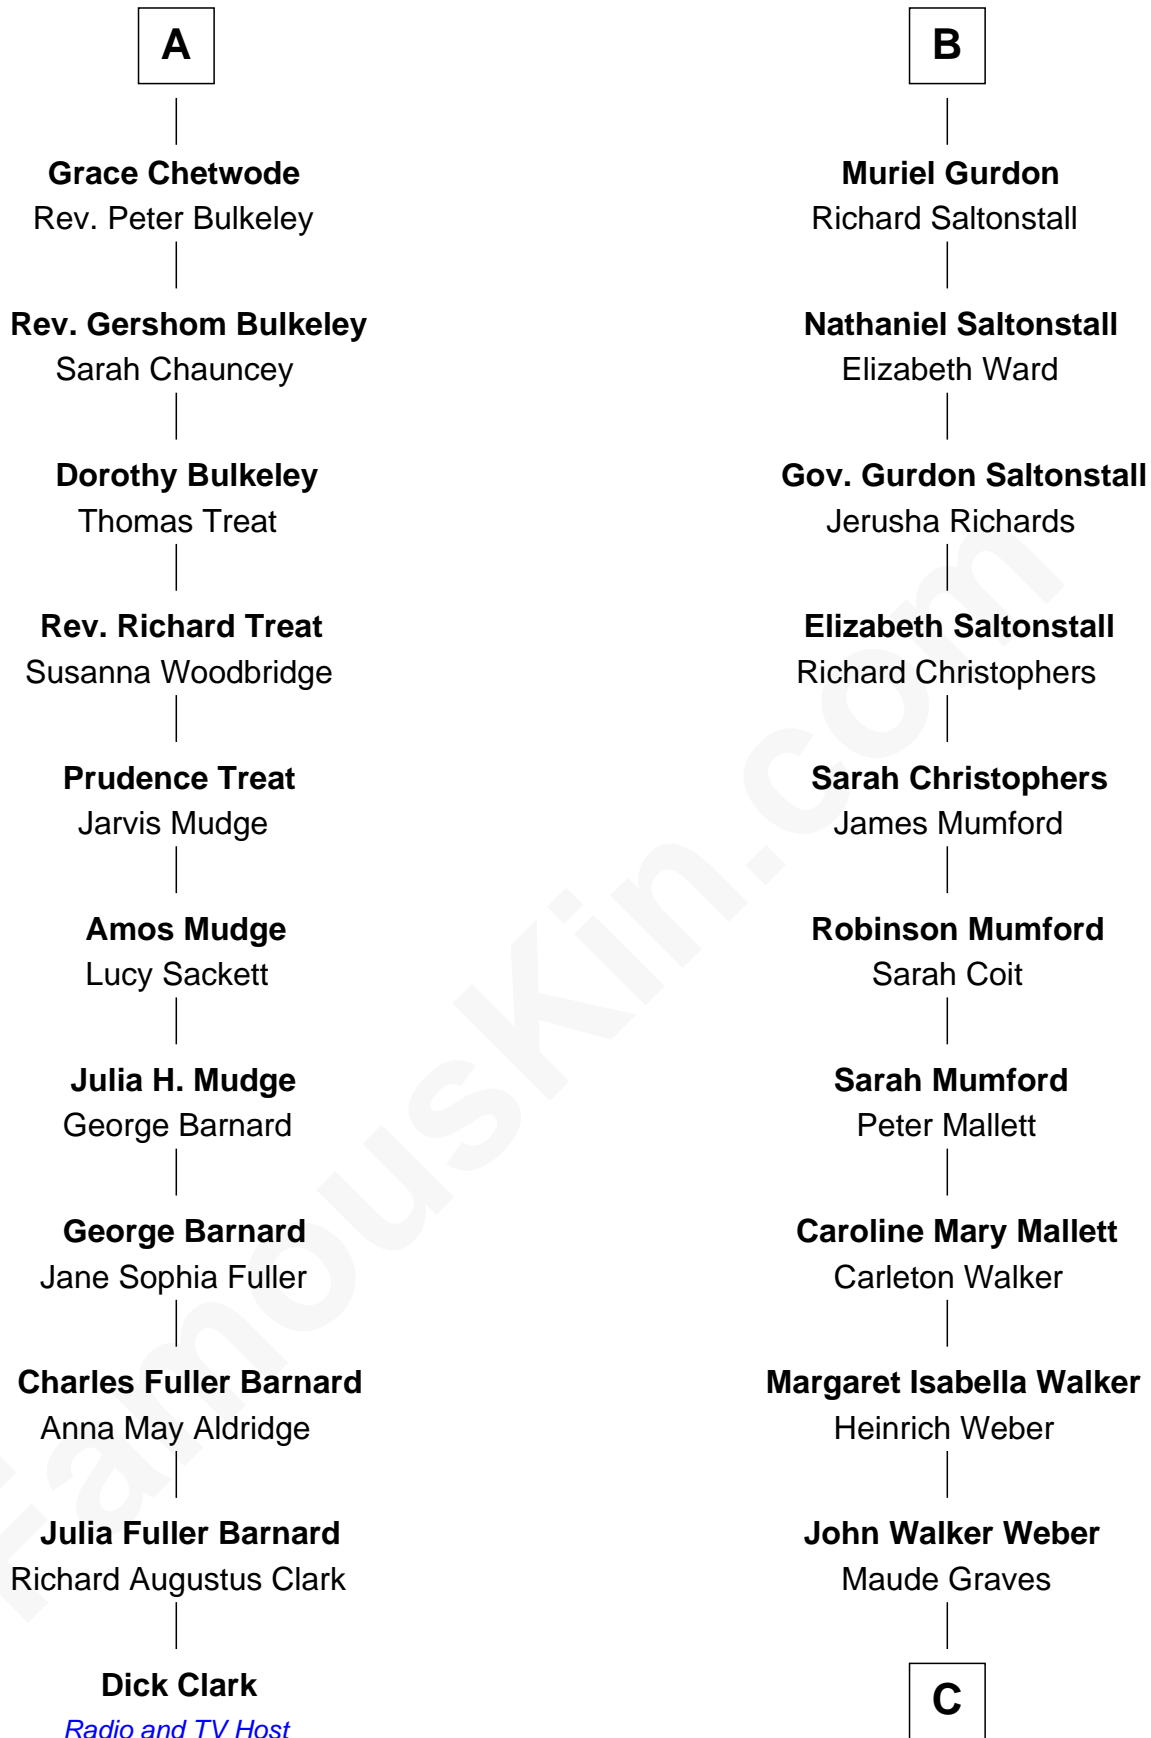 A
Grace Chetwode
Rev. Peter Bulkeley
Rev. Gershom Bulkeley
Sarah Chauncey
Dorothy Bulkeley
Thomas Treat
Rev. Richard Treat
Susanna Woodbridge
Prudence Treat
Jarvis Mudge
Amos Mudge
Lucy Sackett
Julia H. Mudge
George Barnard
George Barnard
Jane Sophia Fuller
Charles Fuller Barnard
Anna May Aldridge
Julia Fuller Barnard
Richard Augustus Clark
Dick Clark
Radio and TV Host
B
Muriel Gurdon
Richard Saltonstall
Nathaniel Saltonstall
Elizabeth Ward
Gov. Gurdon Saltonstall
Jerusha Richards
Elizabeth Saltonstall
Richard Christophers
Sarah Christophers
James Mumford
Robinson Mumford
Sarah Coit
Sarah Mumford
Peter Mallett
Caroline Mary Mallett
Carleton Walker
Margaret Isabella Walker
Heinrich Weber
John Walker Weber
Maude Graves
C
FamousKin.com